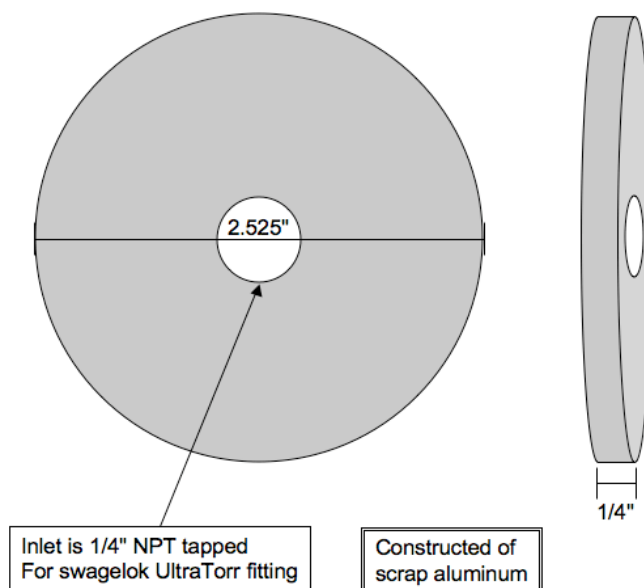 2.525"
1/4"
Inlet is 1/4" NPT tapped
For swagelok UltraTorr fitting
Constructed of
scrap aluminum